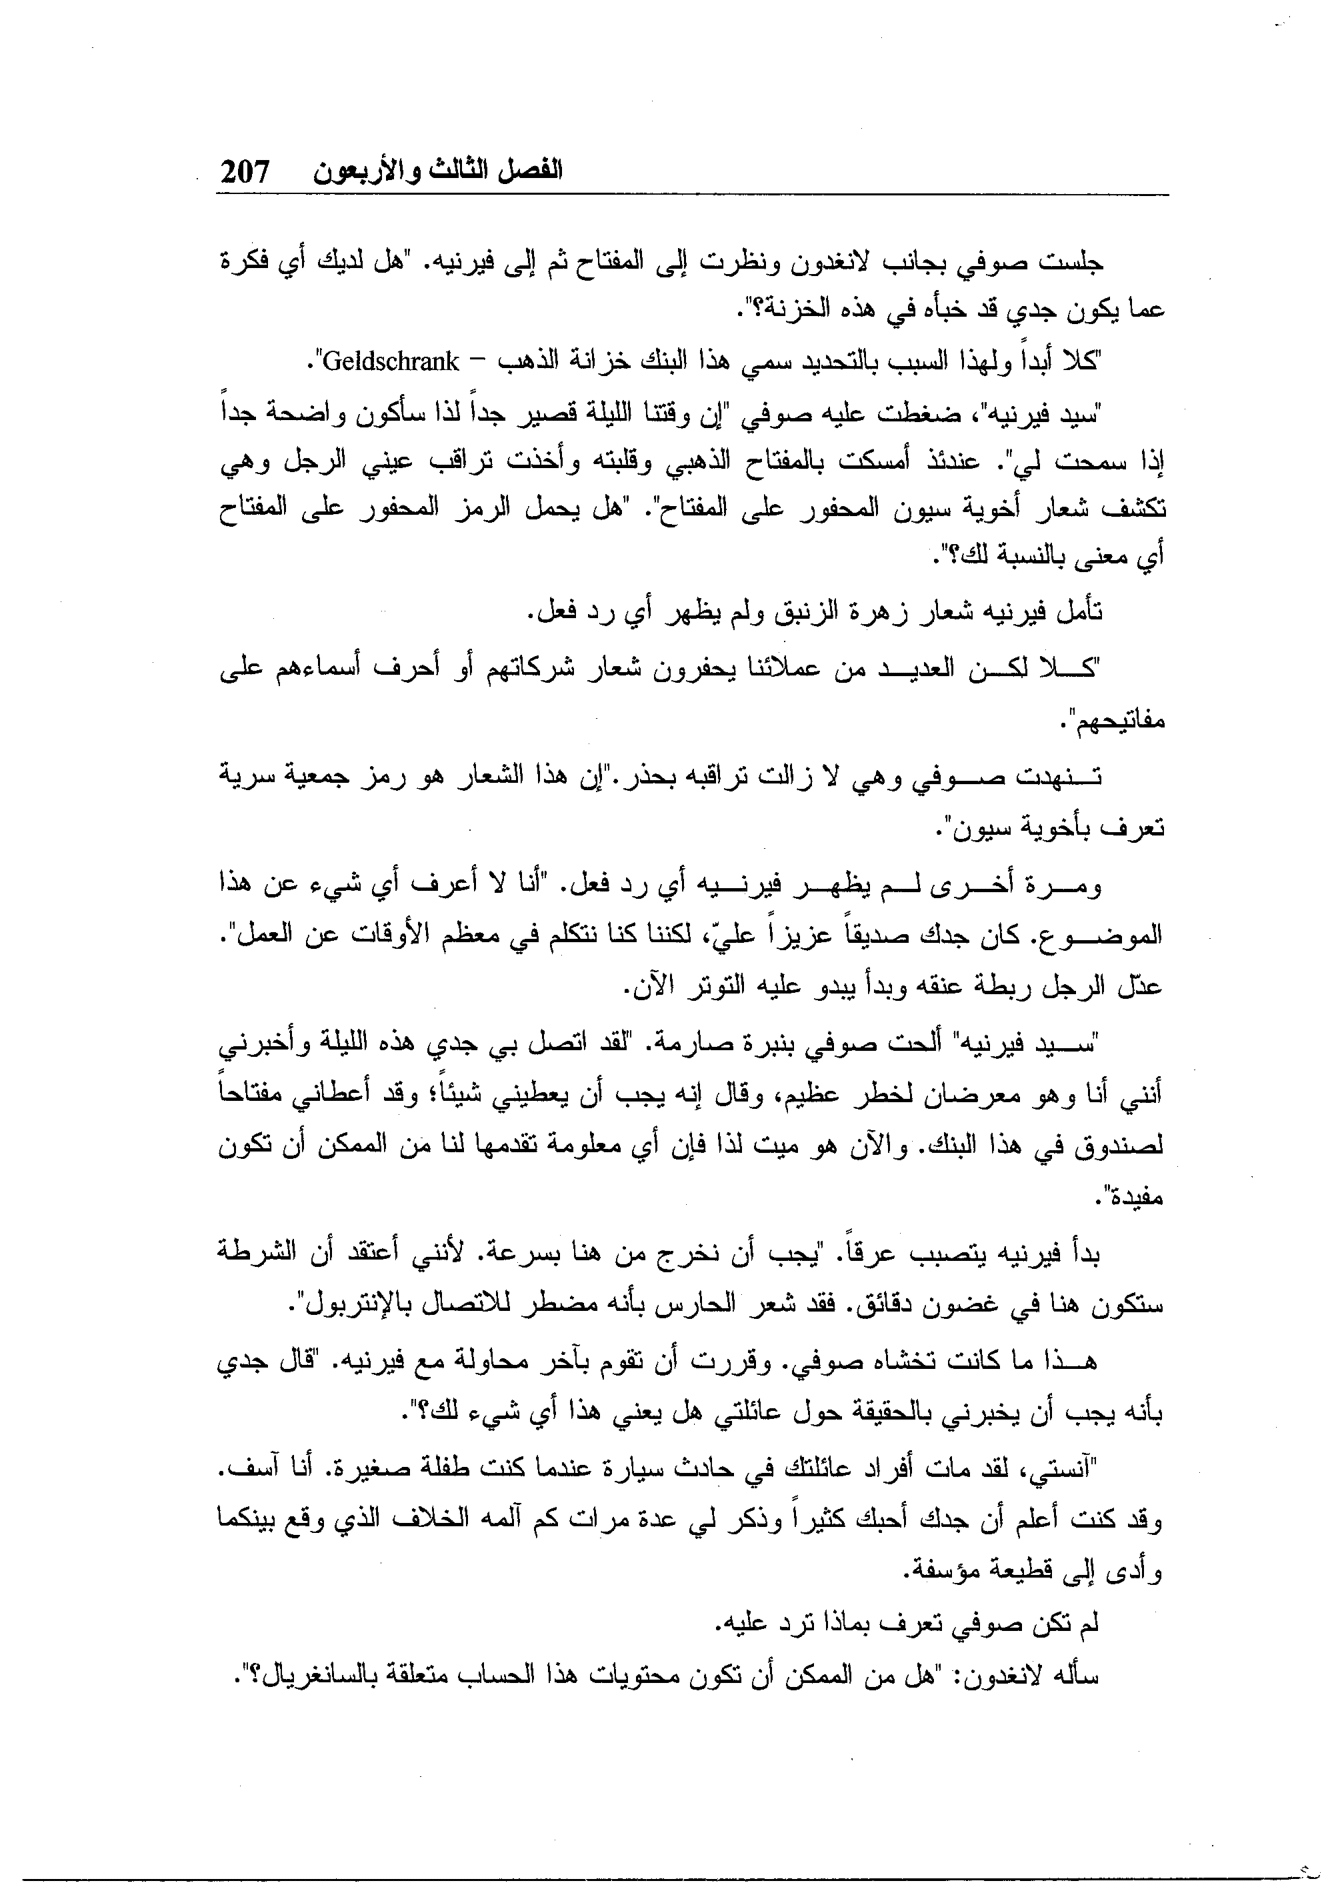 الفصل الثالث والأربعون 207
جلست صوفي بجانب لانغدون ونظرت إلى المفتاح ثم إلى فيرنيه. "هل لديك أي فكرة
عما يكون جدي قد خبأه في هذه الخزنة؟".
"كلا أبداً ولهذا السبب بالتحديد سمي هذا البنك خزانة الذهب – Geldschrank".
"سيد فيرنيه"، ضغطت عليه صوفي "إن وقتنا الليلة قصير جداً لذا سأكون واضحة جداً
إذا سمحت لي". عندئذ أمسكت بالمفتاح الذهبي وقلبته وأخذت تراقب عيني الرجل وهي
تكشف شعار أخوية سيون المحفور على المفتاح". "هل يحمل الرمز المحفور على المفتاح
أي معنى بالنسبة لك؟".
تأمل فيرنيه شعار زهرة الزنبق ولم يظهر أي رد فعل.
"كلا لكن العديد من عملائنا يحفرون شعار شركاتهم أو أحرف أسماءهم على
مفاتيحهم".
تنهدت صوفي وهي لا زالت تراقبه بحذر."إن هذا الشعار هو رمز جمعية سرية
تعرف بأخوية سيون".
ومرة أخرى لم يظهر فيرنيه أي رد فعل. "أنا لا أعرف أي شيء عن هذا
الموضوع. كان جدك صديقاً عزيزاً عليّ، لكننا كنا نتكلم في معظم الأوقات عن العمل".
عدّل الرجل ربطة عنقه وبدأ يبدو عليه التوتر الآن.
"سيد فيرنيه" ألحت صوفي بنبرة صارمة. "لقد اتصل بي جدي هذه الليلة وأخبرني
أنني أنا وهو معرضان لخطر عظيم، وقال إنه يجب أن يعطيني شيئاً؛ وقد أعطاني مفتاحاً
لصندوق في هذا البنك. والآن هو ميت لذا فإن أي معلومة تقدمها لنا من الممكن أن تكون
مفيدة".
بدأ فيرنيه يتصبب عرقاً. "يجب أن نخرج من هنا بسرعة. لأنني أعتقد أن الشرطة
ستكون هنا في غضون دقائق. فقد شعر الحارس بأنه مضطر للاتصال بالإنتربول".
هذا ما كانت تخشاه صوفي. وقررت أن تقوم بآخر محاولة مع فيرنيه. "قال جدي
بأنه يجب أن يخبرني بالحقيقة حول عائلتي هل يعني هذا أي شيء لك؟".
"آنستي، لقد مات أفراد عائلتك في حادث سيارة عندما كنت طفلة صغيرة. أنا آسف.
وقد كنت أعلم أن جدك أحبك كثيراً وذكر لي عدة مرات كم آلمه الخلاف الذي وقع بينكما
وأدى إلى قطيعة مؤسفة.
لم تكن صوفي تعرف بماذا ترد عليه.
سأله لانغدون: "هل من الممكن أن تكون محتويات هذا الحساب متعلقة بالسانغريال؟".